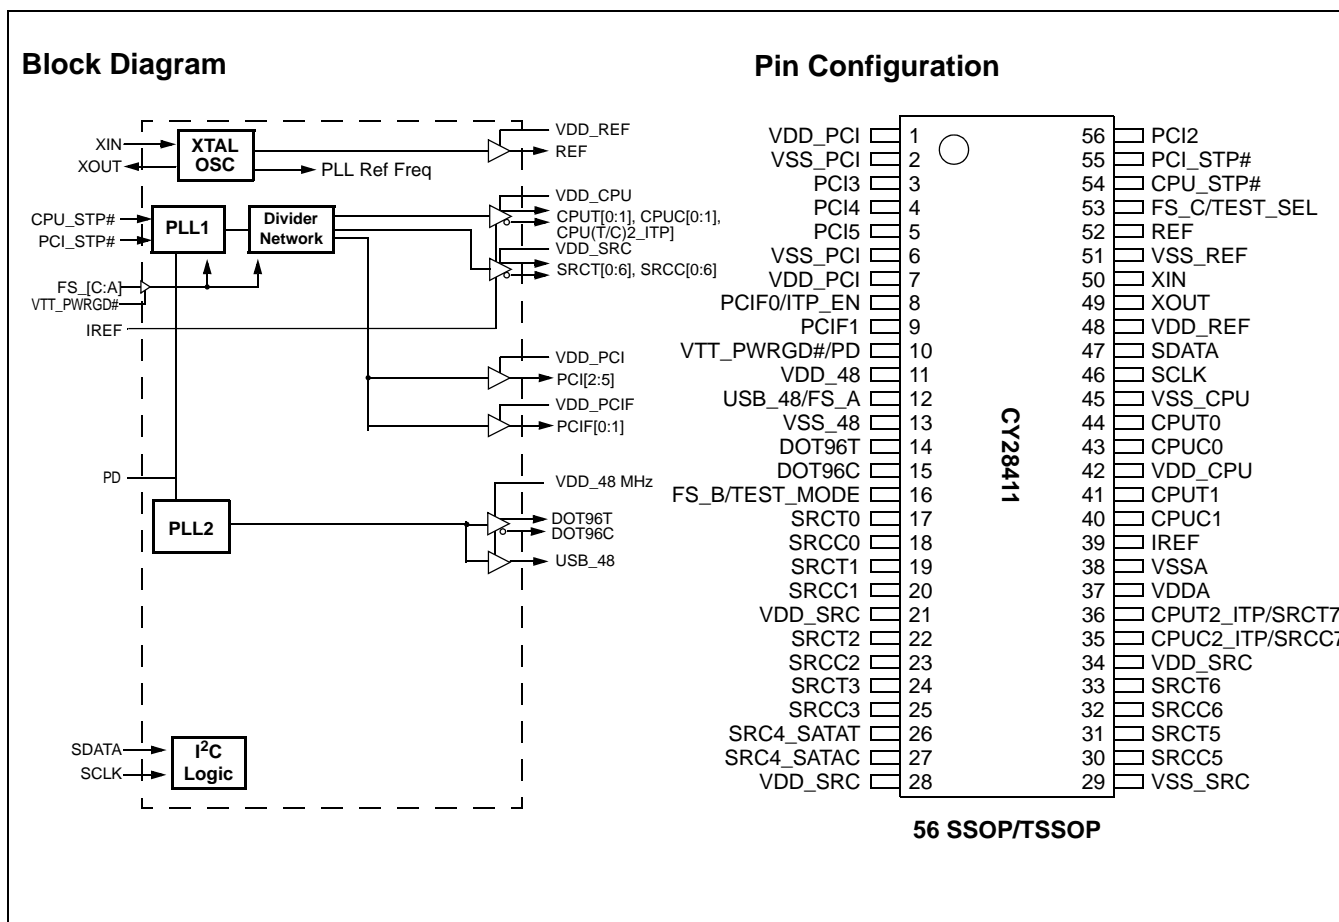 Block Diagram
XIN
XOUT
XTAL
OSC
VDD_REF
REF
PLL Ref Freq
CPU_STP#
PCI_STP#
PLL1
Divider
Network
VDD_CPU
CPUT[0:1], CPUC[0:1],
CPU(T/C)2_ITP]
VDD_SRC
SRCT[0:6], SRCC[0:6]
FS_[C:A]
VTT_PWRGD#
IREF
VDD_PCI
PCI[2:5]
VDD_PCIF
PCIF[0:1]
PD
PLL2
VDD_48 MHz
DOT96T
DOT96C
USB_48
SDATA
SCLK
I2C
Logic
Pin Configuration
VDD_PCI 1 56 PCI2
VSS_PCI 2 55 PCI_STP#
PCI3 3 54 CPU_STP#
PCI4 4 53 FS_C/TEST_SEL
PCI5 5 52 REF
VSS_PCI 6 51 VSS_REF
VDD_PCI 7 50 XIN
PCIF0/ITP_EN 8 49 XOUT
PCIF1 9 48 VDD_REF
VTT_PWRGD#/PD 10 47 SDATA
VDD_48 11 46 SCLK
USB_48/FS_A 12 45 VSS_CPU
VSS_48 13 44 CPUT0
DOT96T 14 43 CPUC0
DOT96C 15 42 VDD_CPU
FS_B/TEST_MODE 16 41 CPUT1
SRCT0 17 40 CPUC1
SRCC0 18 39 IREF
SRCT1 19 38 VSSA
SRCC1 20 37 VDDA
VDD_SRC 21 36 CPUT2_ITP/SRCT7
SRCT2 22 35 CPUC2_ITP/SRCC7
SRCC2 23 34 VDD_SRC
SRCT3 24 33 SRCT6
SRCC3 25 32 SRCC6
SRC4_SATAT 26 31 SRCT5
SRC4_SATAC 27 30 SRCC5
VDD_SRC 28 29 VSS_SRC
CY28411
56 SSOP/TSSOP